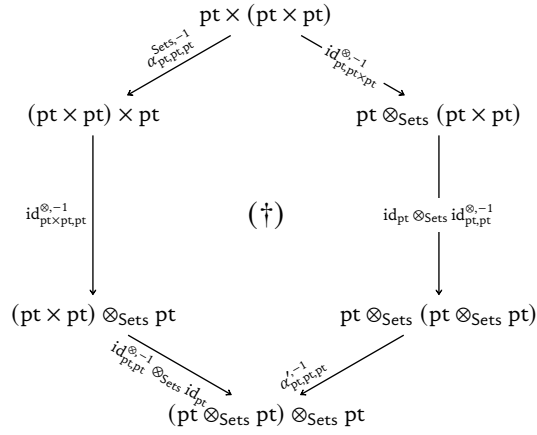 pt × (pt × pt)
α^{Sets,−1}_{pt,pt,pt}
id^{⊗,−1}_{pt,pt×pt}
(pt × pt) × pt
pt ⊗_{Sets} (pt × pt)
id^{⊗,−1}_{pt×pt,pt}
(†)
id_{pt} ⊗_{Sets} id^{⊗,−1}_{pt,pt}
(pt × pt) ⊗_{Sets} pt
pt ⊗_{Sets} (pt ⊗_{Sets} pt)
id^{⊗,−1}_{pt,pt} ⊗_{Sets} id_{pt}
α^{′,−1}_{pt,pt,pt}
(pt ⊗_{Sets} pt) ⊗_{Sets} pt